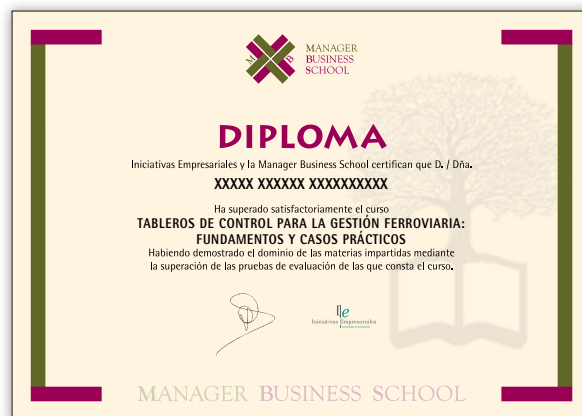 M B
MANAGER
BUSINESS
SCHOOL
DIPLOMA
Iniciativas Empresariales y la Manager Business School certifican que D. / Dña.
XXXXX XXXXXX XXXXXXXXXX
Ha superado satisfactoriamente el curso
TABLEROS DE CONTROL PARA LA GESTIÓN FERROVIARIA:
FUNDAMENTOS Y CASOS PRÁCTICOS
Habiendo demostrado el dominio de las materias impartidas mediante
la superación de las pruebas de evaluación de las que consta el curso.
Iniciativas Empresariales
MANAGER BUSINESS SCHOOL